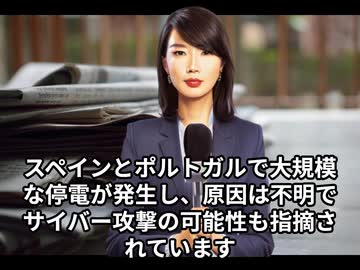 スペインとポルトガルで大規模
な停電が発生し、原因は不明で
サイバー攻撃の可能性も指摘さ
れています